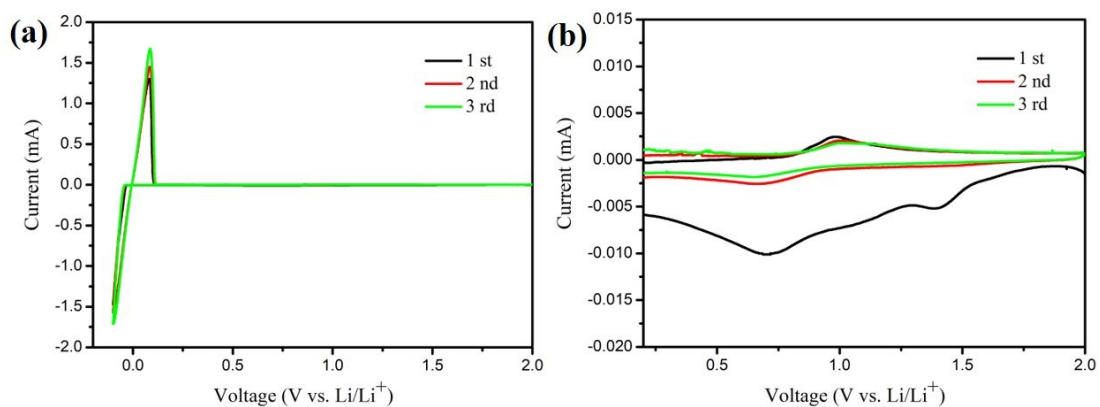 (a)
2.0
1.5
1.0
0.5
0.0
-0.5
-1.0
-1.5
-2.0
Current (mA)
1 st
2 nd
3 rd
0.0 0.5 1.0 1.5 2.0
Voltage (V vs. Li/Li⁺)
(b)
0.015
0.010
0.005
0.000
-0.005
-0.010
-0.015
-0.020
Current (mA)
1 st
2 nd
3 rd
0.5 1.0 1.5 2.0
Voltage (V vs. Li/Li⁺)